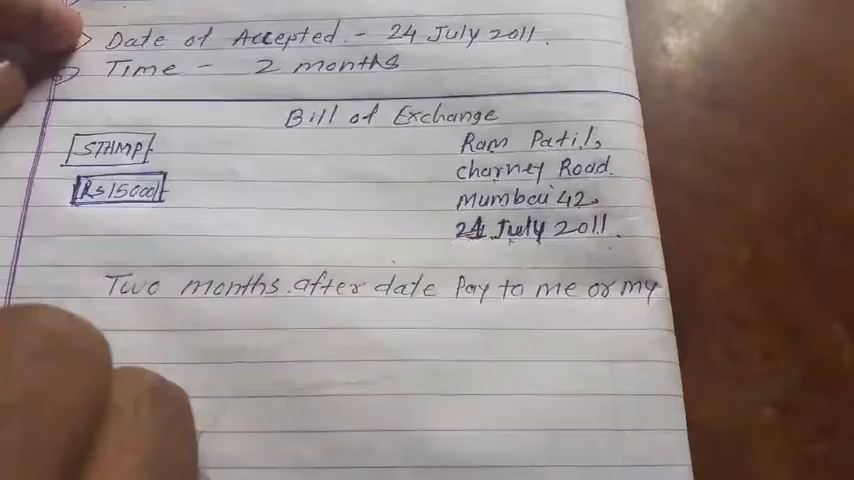 Date of Accepted. - 24 July 2011.
Time - 2 months
Bill of Exchange
STAMP
Rs 15000/-
Ram Patil,
charney Road.
Mumbai 42,
24 July 2011.
Two months after date Pay to me or my